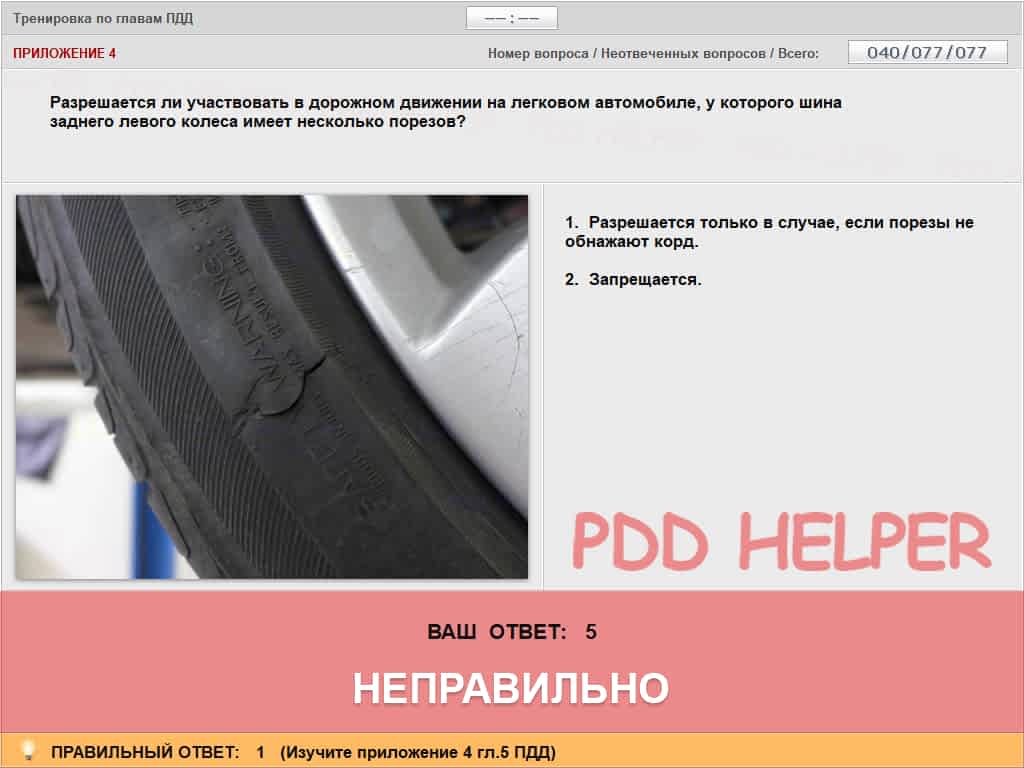 Тренировка по главам ПДД
–– : ––
ПРИЛОЖЕНИЕ 4
Номер вопроса / Неотвеченных вопросов / Всего:
040/077/077
Разрешается ли участвовать в дорожном движении на легковом автомобиле, у которого шина
заднего левого колеса имеет несколько порезов?
WARNING
1. Разрешается только в случае, если порезы не
обнажают корд.
2. Запрещается.
PDD HELPER
ВАШ ОТВЕТ: 5
НЕПРАВИЛЬНО
ПРАВИЛЬНЫЙ ОТВЕТ: 1 (Изучите приложение 4 гл.5 ПДД)